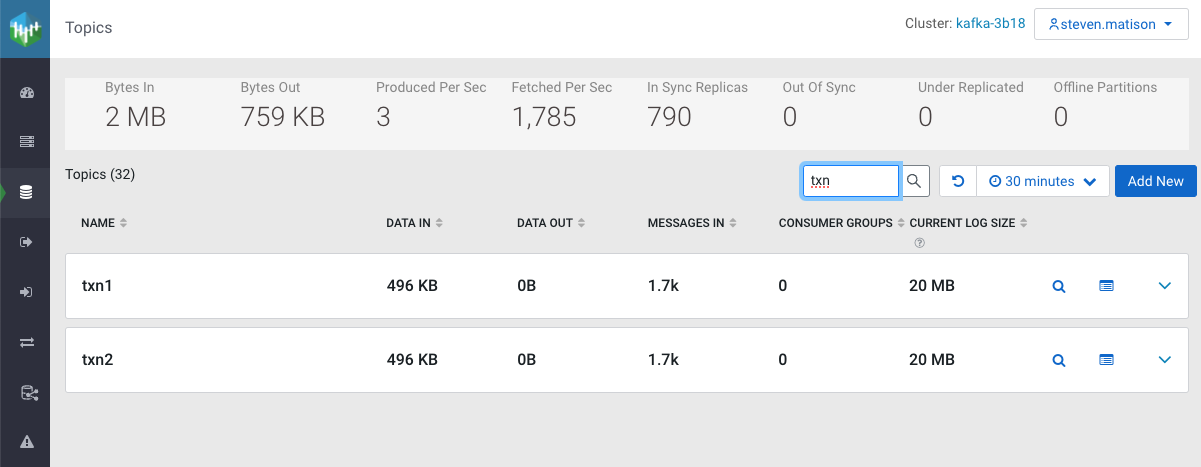 Topics
Cluster: kafka-3b18
steven.matison
Bytes In
Bytes Out
Produced Per Sec
Fetched Per Sec
In Sync Replicas
Out Of Sync
Under Replicated
Offline Partitions
2 MB
759 KB
3
1,785
790
0
0
0
Topics (32)
txn
30 minutes
Add New
NAME
DATA IN
DATA OUT
MESSAGES IN
CONSUMER GROUPS
CURRENT LOG SIZE
?
txn1
496 KB
0B
1.7k
0
20 MB
txn2
496 KB
0B
1.7k
0
20 MB